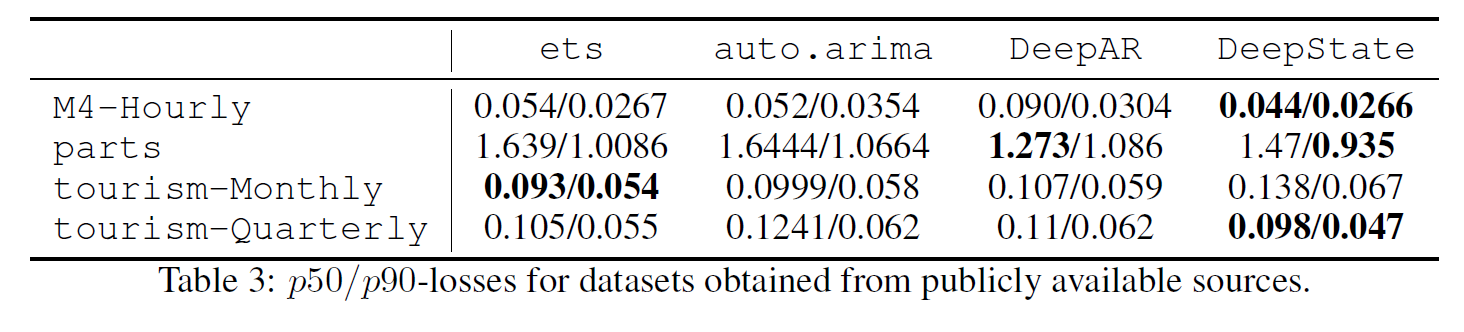 ets auto.arima DeepAR DeepState
M4-Hourly 0.054/0.0267 0.052/0.0354 0.090/0.0304 0.044/0.0266
parts 1.639/1.0086 1.6444/1.0664 1.273/1.086 1.47/0.935
tourism-Monthly 0.093/0.054 0.0999/0.058 0.107/0.059 0.138/0.067
tourism-Quarterly 0.105/0.055 0.1241/0.062 0.11/0.062 0.098/0.047
Table 3: p50/p90-losses for datasets obtained from publicly available sources.